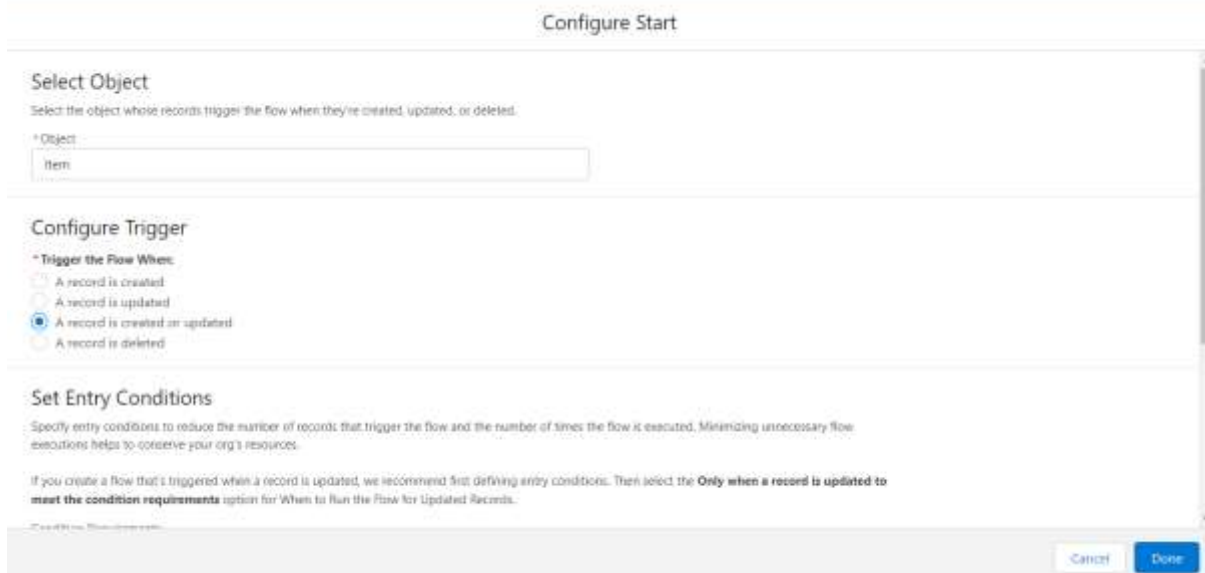 Configure Start
Select Object
Select the object whose records trigger the flow when they're created, updated, or deleted.
* Object
Item
Configure Trigger
* Trigger the Flow When:
A record is created
A record is updated
A record is created or updated
A record is deleted
Set Entry Conditions
Specify entry conditions to reduce the number of records that trigger the flow and the number of times the flow is executed. Minimizing unnecessary flow
executions helps to conserve your org's resources.
If you create a flow that's triggered when a record is updated, we recommend first defining entry conditions. Then select the Only when a record is updated to
meet the condition requirements option for When to Run the Flow for Updated Records.
Condition Requirements
Cancel
Done